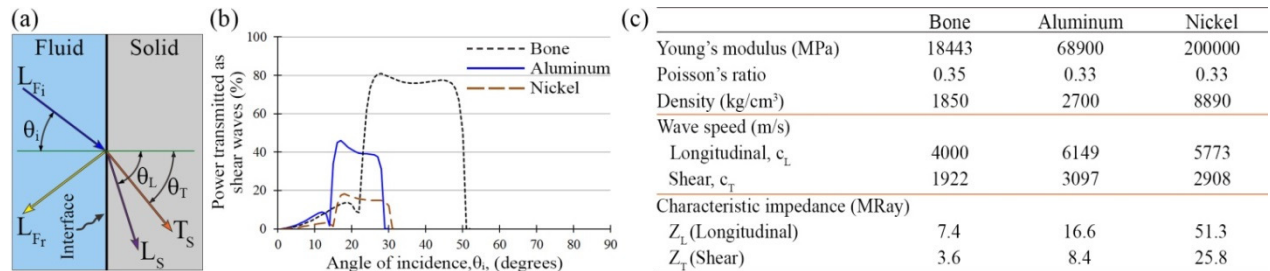 (a)
Fluid Solid
L_Fi
θ_i
θ_L
θ_T
L_Fr
Interface
L_S
T_S
(b)
Power transmitted as
shear waves (%)
100
80
60
40
20
0
0 10 20 30 40 50 60 70 80 90
Angle of incidence,θ_i, (degrees)
Bone
Aluminum
Nickel
(c)
Bone Aluminum Nickel
Young's modulus (MPa) 18443 68900 200000
Poisson's ratio 0.35 0.33 0.33
Density (kg/cm³) 1850 2700 8890
Wave speed (m/s)
Longitudinal, c_L 4000 6149 5773
Shear, c_T 1922 3097 2908
Characteristic impedance (MRay)
Z_L (Longitudinal) 7.4 16.6 51.3
Z_T (Shear) 3.6 8.4 25.8